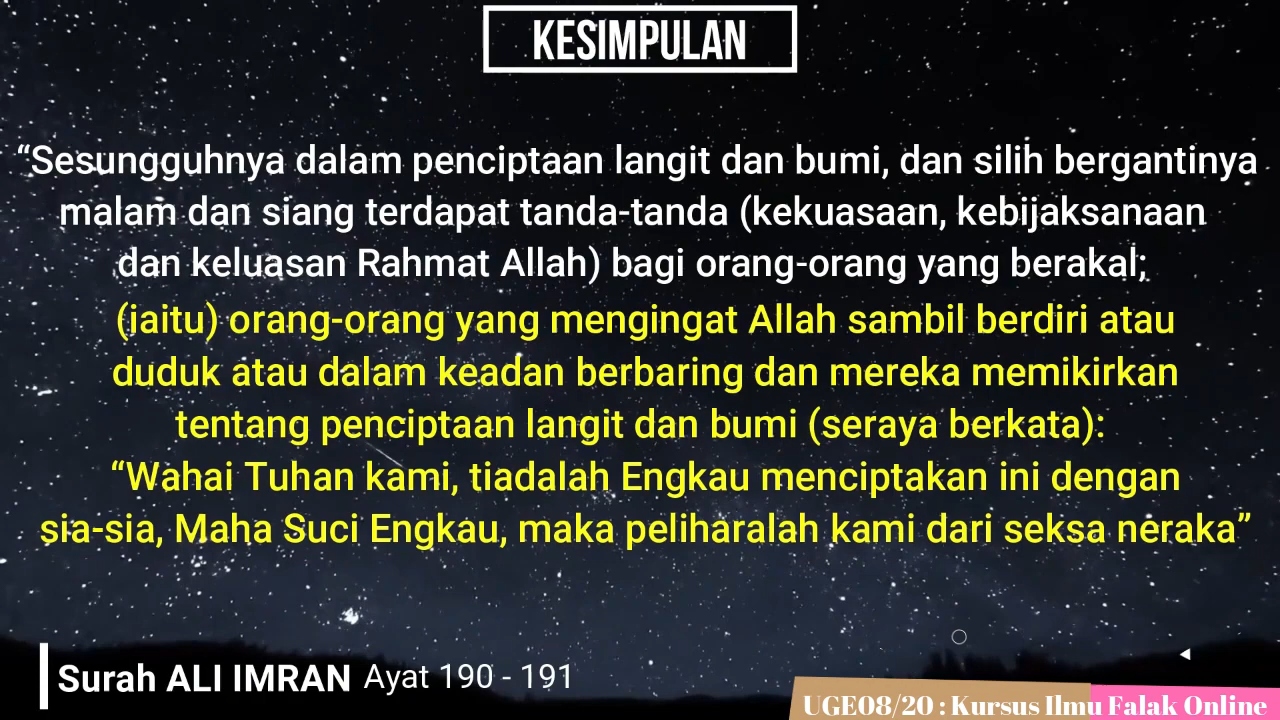 KESIMPULAN
“Sesungguhnya dalam penciptaan langit dan bumi, dan silih bergantinya
malam dan siang terdapat tanda-tanda (kekuasaan, kebijaksanaan
dan keluasan Rahmat Allah) bagi orang-orang yang berakal;
(iaitu) orang-orang yang mengingat Allah sambil berdiri atau
duduk atau dalam keadan berbaring dan mereka memikirkan
tentang penciptaan langit dan bumi (seraya berkata):
“Wahai Tuhan kami, tiadalah Engkau menciptakan ini dengan
sia-sia, Maha Suci Engkau, maka peliharalah kami dari seksa neraka”
Surah ALI IMRAN Ayat 190 - 191
UGE08/20 : Kursus Ilmu Falak Online